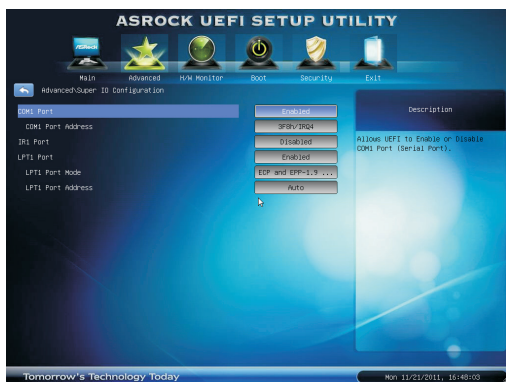 ASROCK UEFI SETUP UTILITY
ASRock
Main Advanced H/W Monitor Boot Security Exit
Advanced\Super IO Configuration
COM1 Port Enabled
COM1 Port Address 3F8h/IRQ4
IR1 Port Disabled
LPT1 Port Enabled
LPT1 Port Mode ECP and EPP-1.9 ...
LPT1 Port Address Auto
Description
Allows UEFI to Enable or Disable
COM1 Port (Serial Port).
Tomorrow's Technology Today
Mon 11/21/2011, 16:48:03